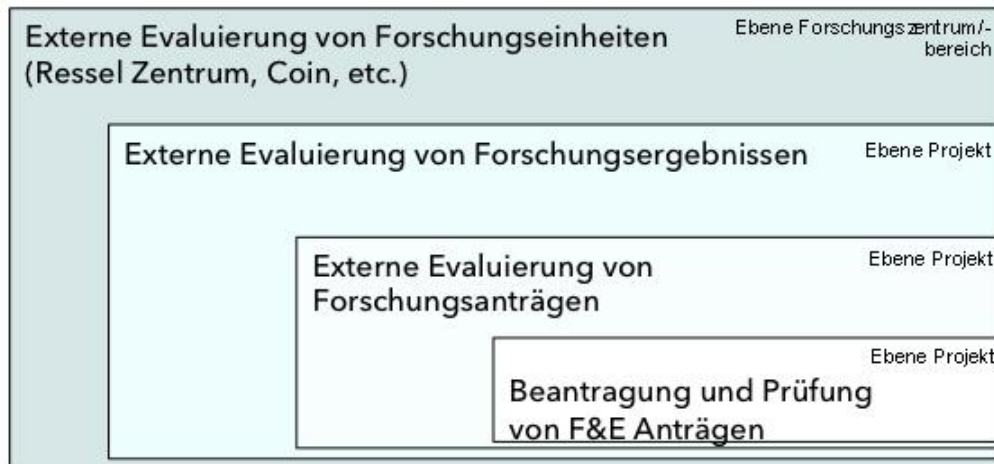 Externe Evaluierung von Forschungseinheiten
(Ressel Zentrum, Coin, etc.)
Ebene Forschungszentrum/-
bereich
Externe Evaluierung von Forschungsergebnissen
Ebene Projekt
Externe Evaluierung von
Forschungsanträgen
Ebene Projekt
Ebene Projekt
Beantragung und Prüfung
von F&E Anträgen